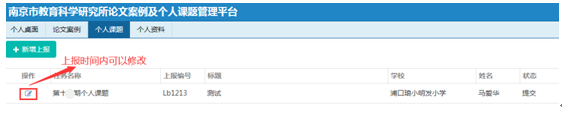 南京市教育科学研究所论文案例及个人课题管理平台
个人桌面 论文案例 个人课题 个人资料
+ 新增上报
上报时间内可以修改
操作 任务名称 上报编号 标题 学校 姓名 状态
第十 期个人课题 Lb1213 测试 浦口琅小明发小学 马爱华 提交